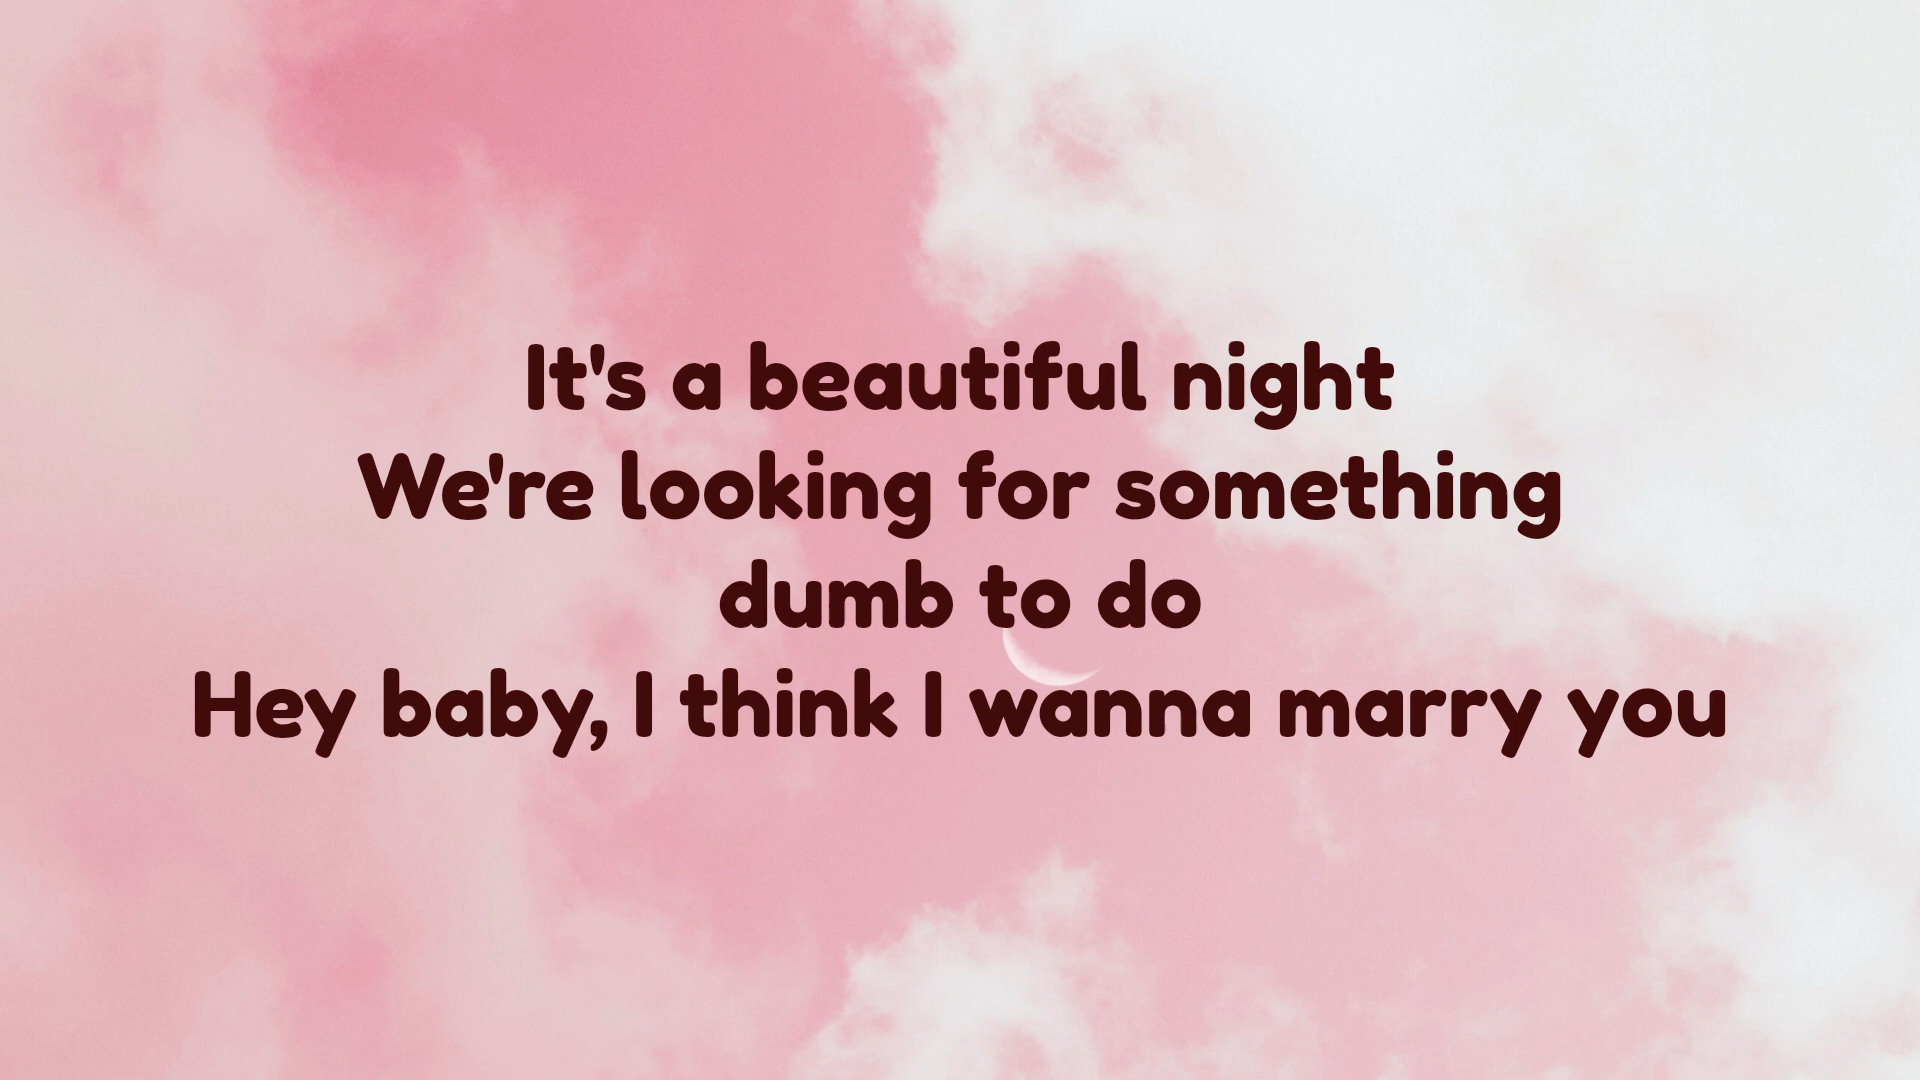 It's a beautiful night
We're looking for something
dumb to do
Hey baby, I think I wanna marry you